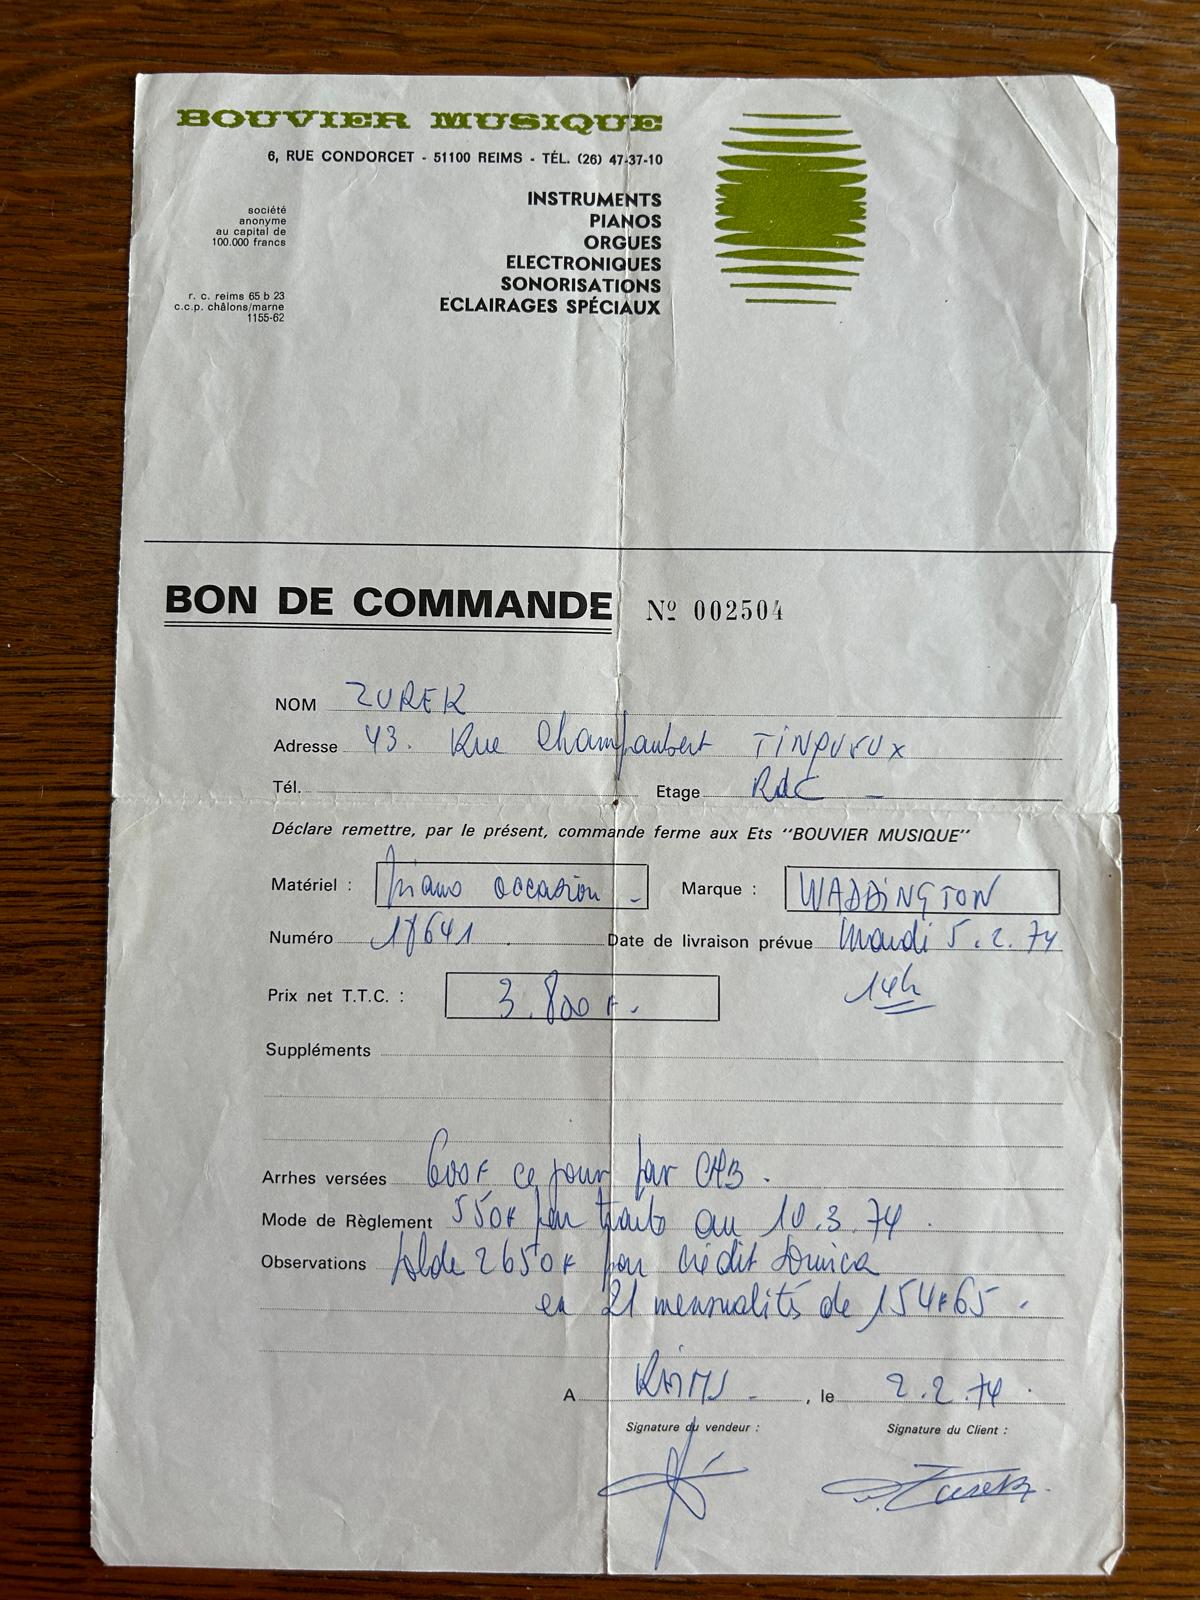 BOUVIER MUSIQUE
6, RUE CONDORCET - 51100 REIMS - TÉL. (26) 47-37-10
INSTRUMENTS
PIANOS
ORGUES
ELECTRONIQUES
SONORISATIONS
ECLAIRAGES SPÉCIAUX
société
anonyme
au capital de
100.000 francs
r. c. reims 65 b 23
c.c.p. châlons/marne
1155-62
BON DE COMMANDE Nº 002504
NOM ZUREK
Adresse 43. Rue Champaubert TINQUEUX
Tél. Etage RdC -
Déclare remettre, par le présent, commande ferme aux Ets "BOUVIER MUSIQUE"
Matériel : piano occasion - Marque : WADDINGTON
Numéro 17641 Date de livraison prévue Mardi 5.2.74
14h
Prix net T.T.C. : 3.800 F.
Suppléments
Arrhes versées 600F ce jour par CHB.
Mode de Règlement 550F par traite au 10.3.74.
Observations solde 2650F par crédit
en 21 mensualités de 154F65.
A REIMS - , le 2.2.74.
Signature du vendeur : Signature du Client :
Zurek